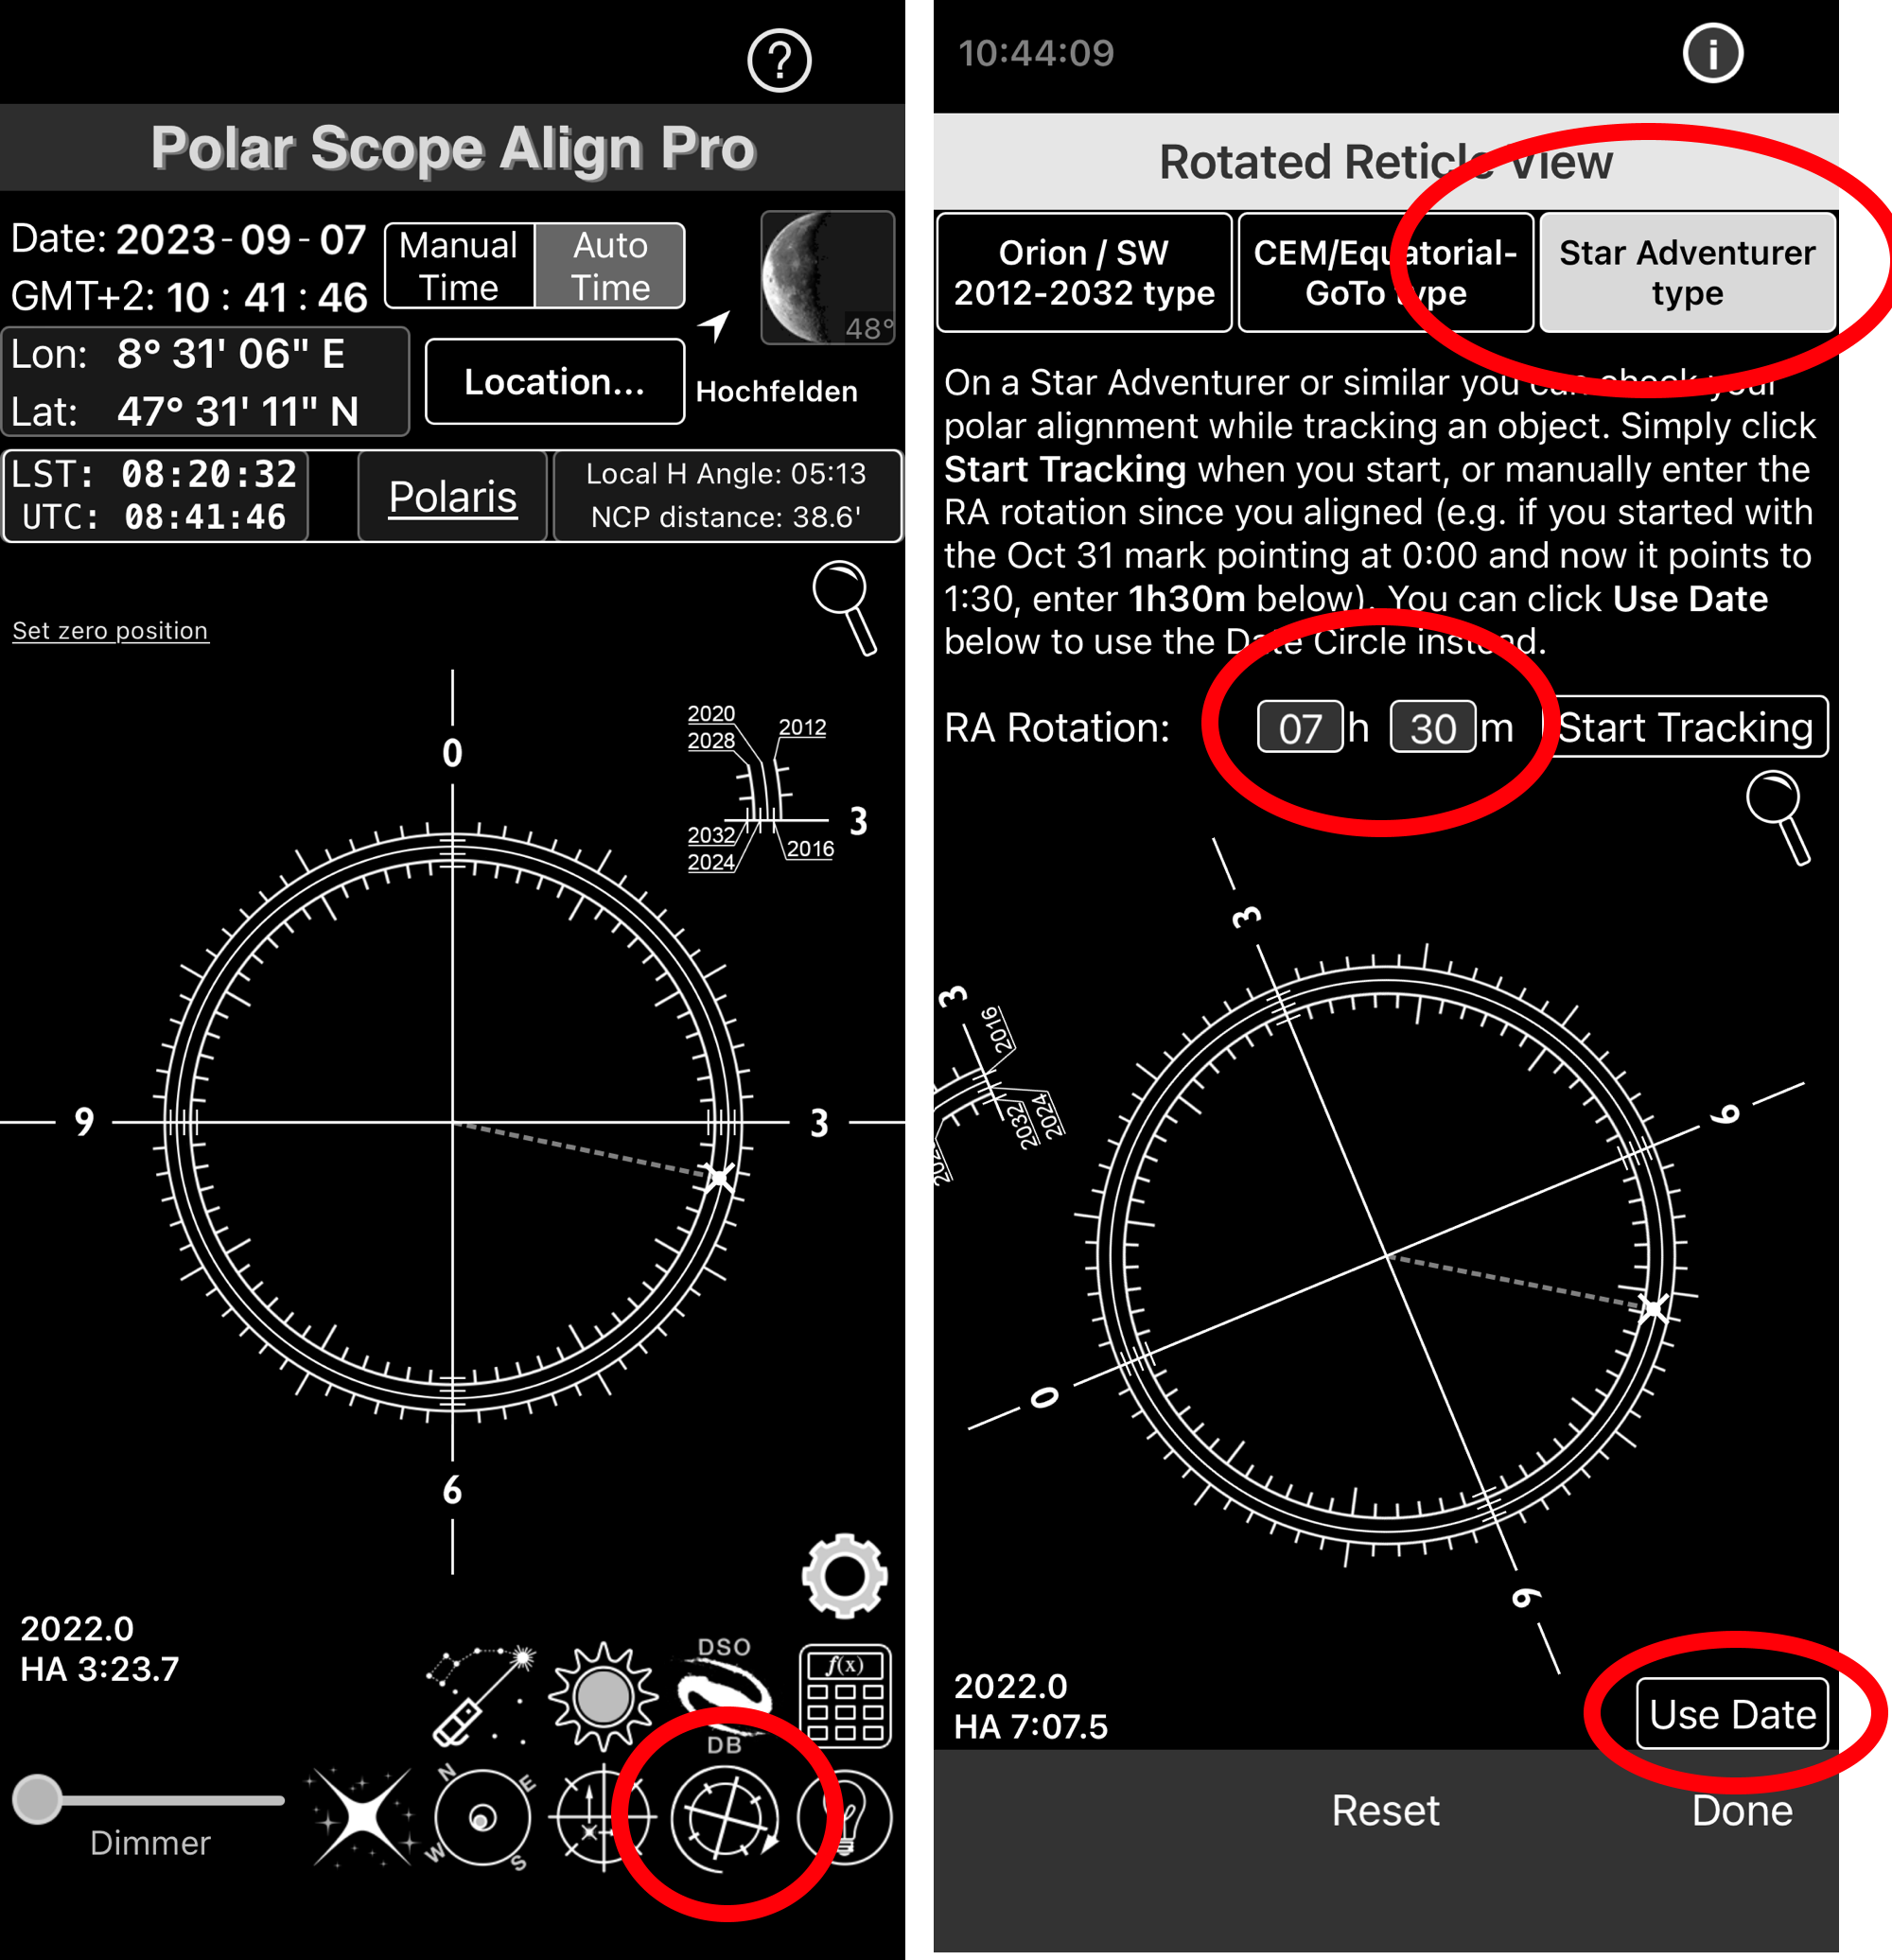 ?
Polar Scope Align Pro
Date: 2023-09-07
Manual Time
Auto Time
GMT+2: 10 : 41 : 46
48°
Lon: 8° 31' 06" E
Lat: 47° 31' 11" N
Location...
Hochfelden
LST: 08:20:32
UTC: 08:41:46
Polaris
Local H Angle: 05:13
NCP distance: 38.6'
Set zero position
2020
2028
2012
3
2032
2024
2016
0
9
3
6
2022.0
HA 3:23.7
DSO
DB
f(x)
N
E
W
S
Dimmer
10:44:09
i
Rotated Reticle View
Orion / SW
2012-2032 type
CEM/Equatorial-
GoTo type
Star Adventurer
type
On a Star Adventurer or similar you can check your
polar alignment while tracking an object. Simply click
Start Tracking when you start, or manually enter the
RA rotation since you aligned (e.g. if you started with
the Oct 31 mark pointing at 0:00 and now it points to
1:30, enter 1h30m below). You can click Use Date
below to use the Date Circle instead.
RA Rotation: 07 h 30 m
Start Tracking
3
3
2016
2024
2032
6
0
9
2022.0
HA 7:07.5
Use Date
Reset
Done